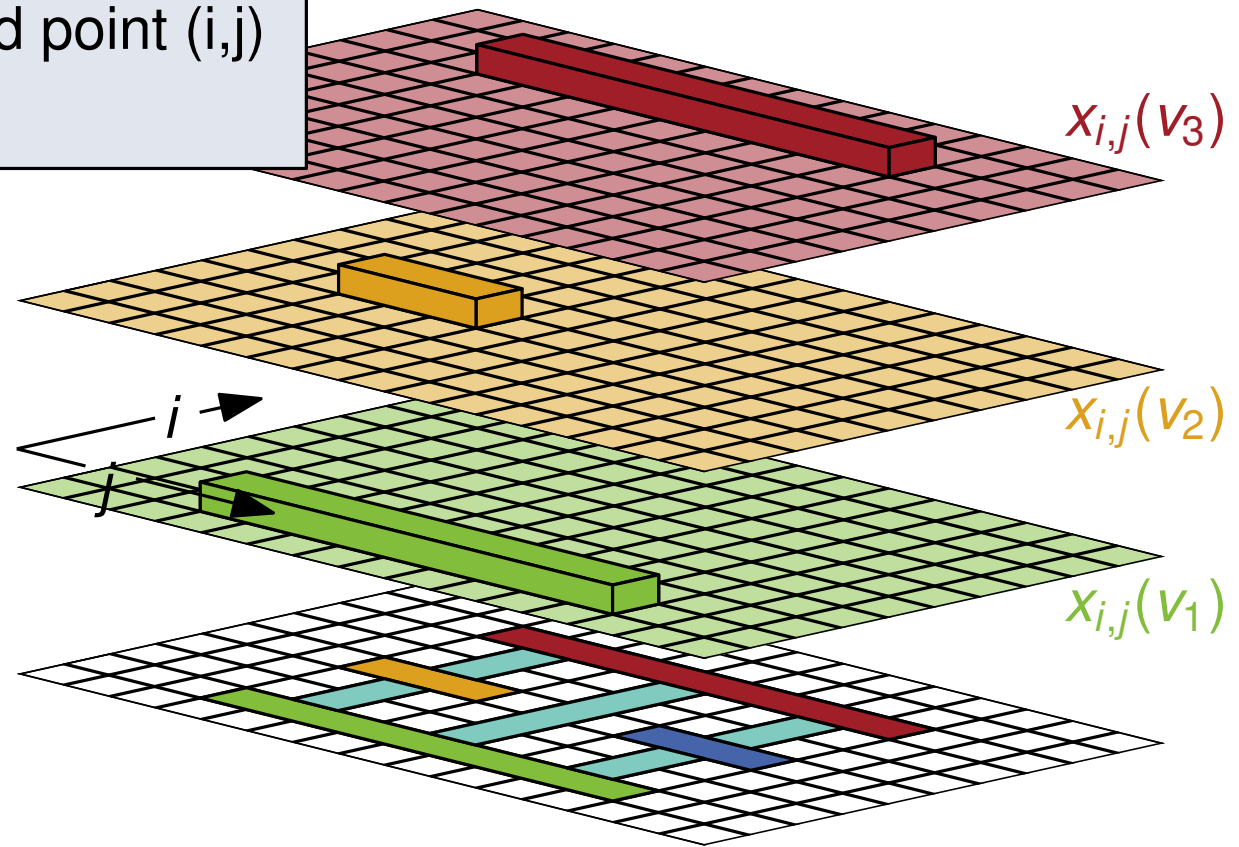 d point (i,j)
x_{i,j}(v_3)
x_{i,j}(v_2)
i
j
x_{i,j}(v_1)